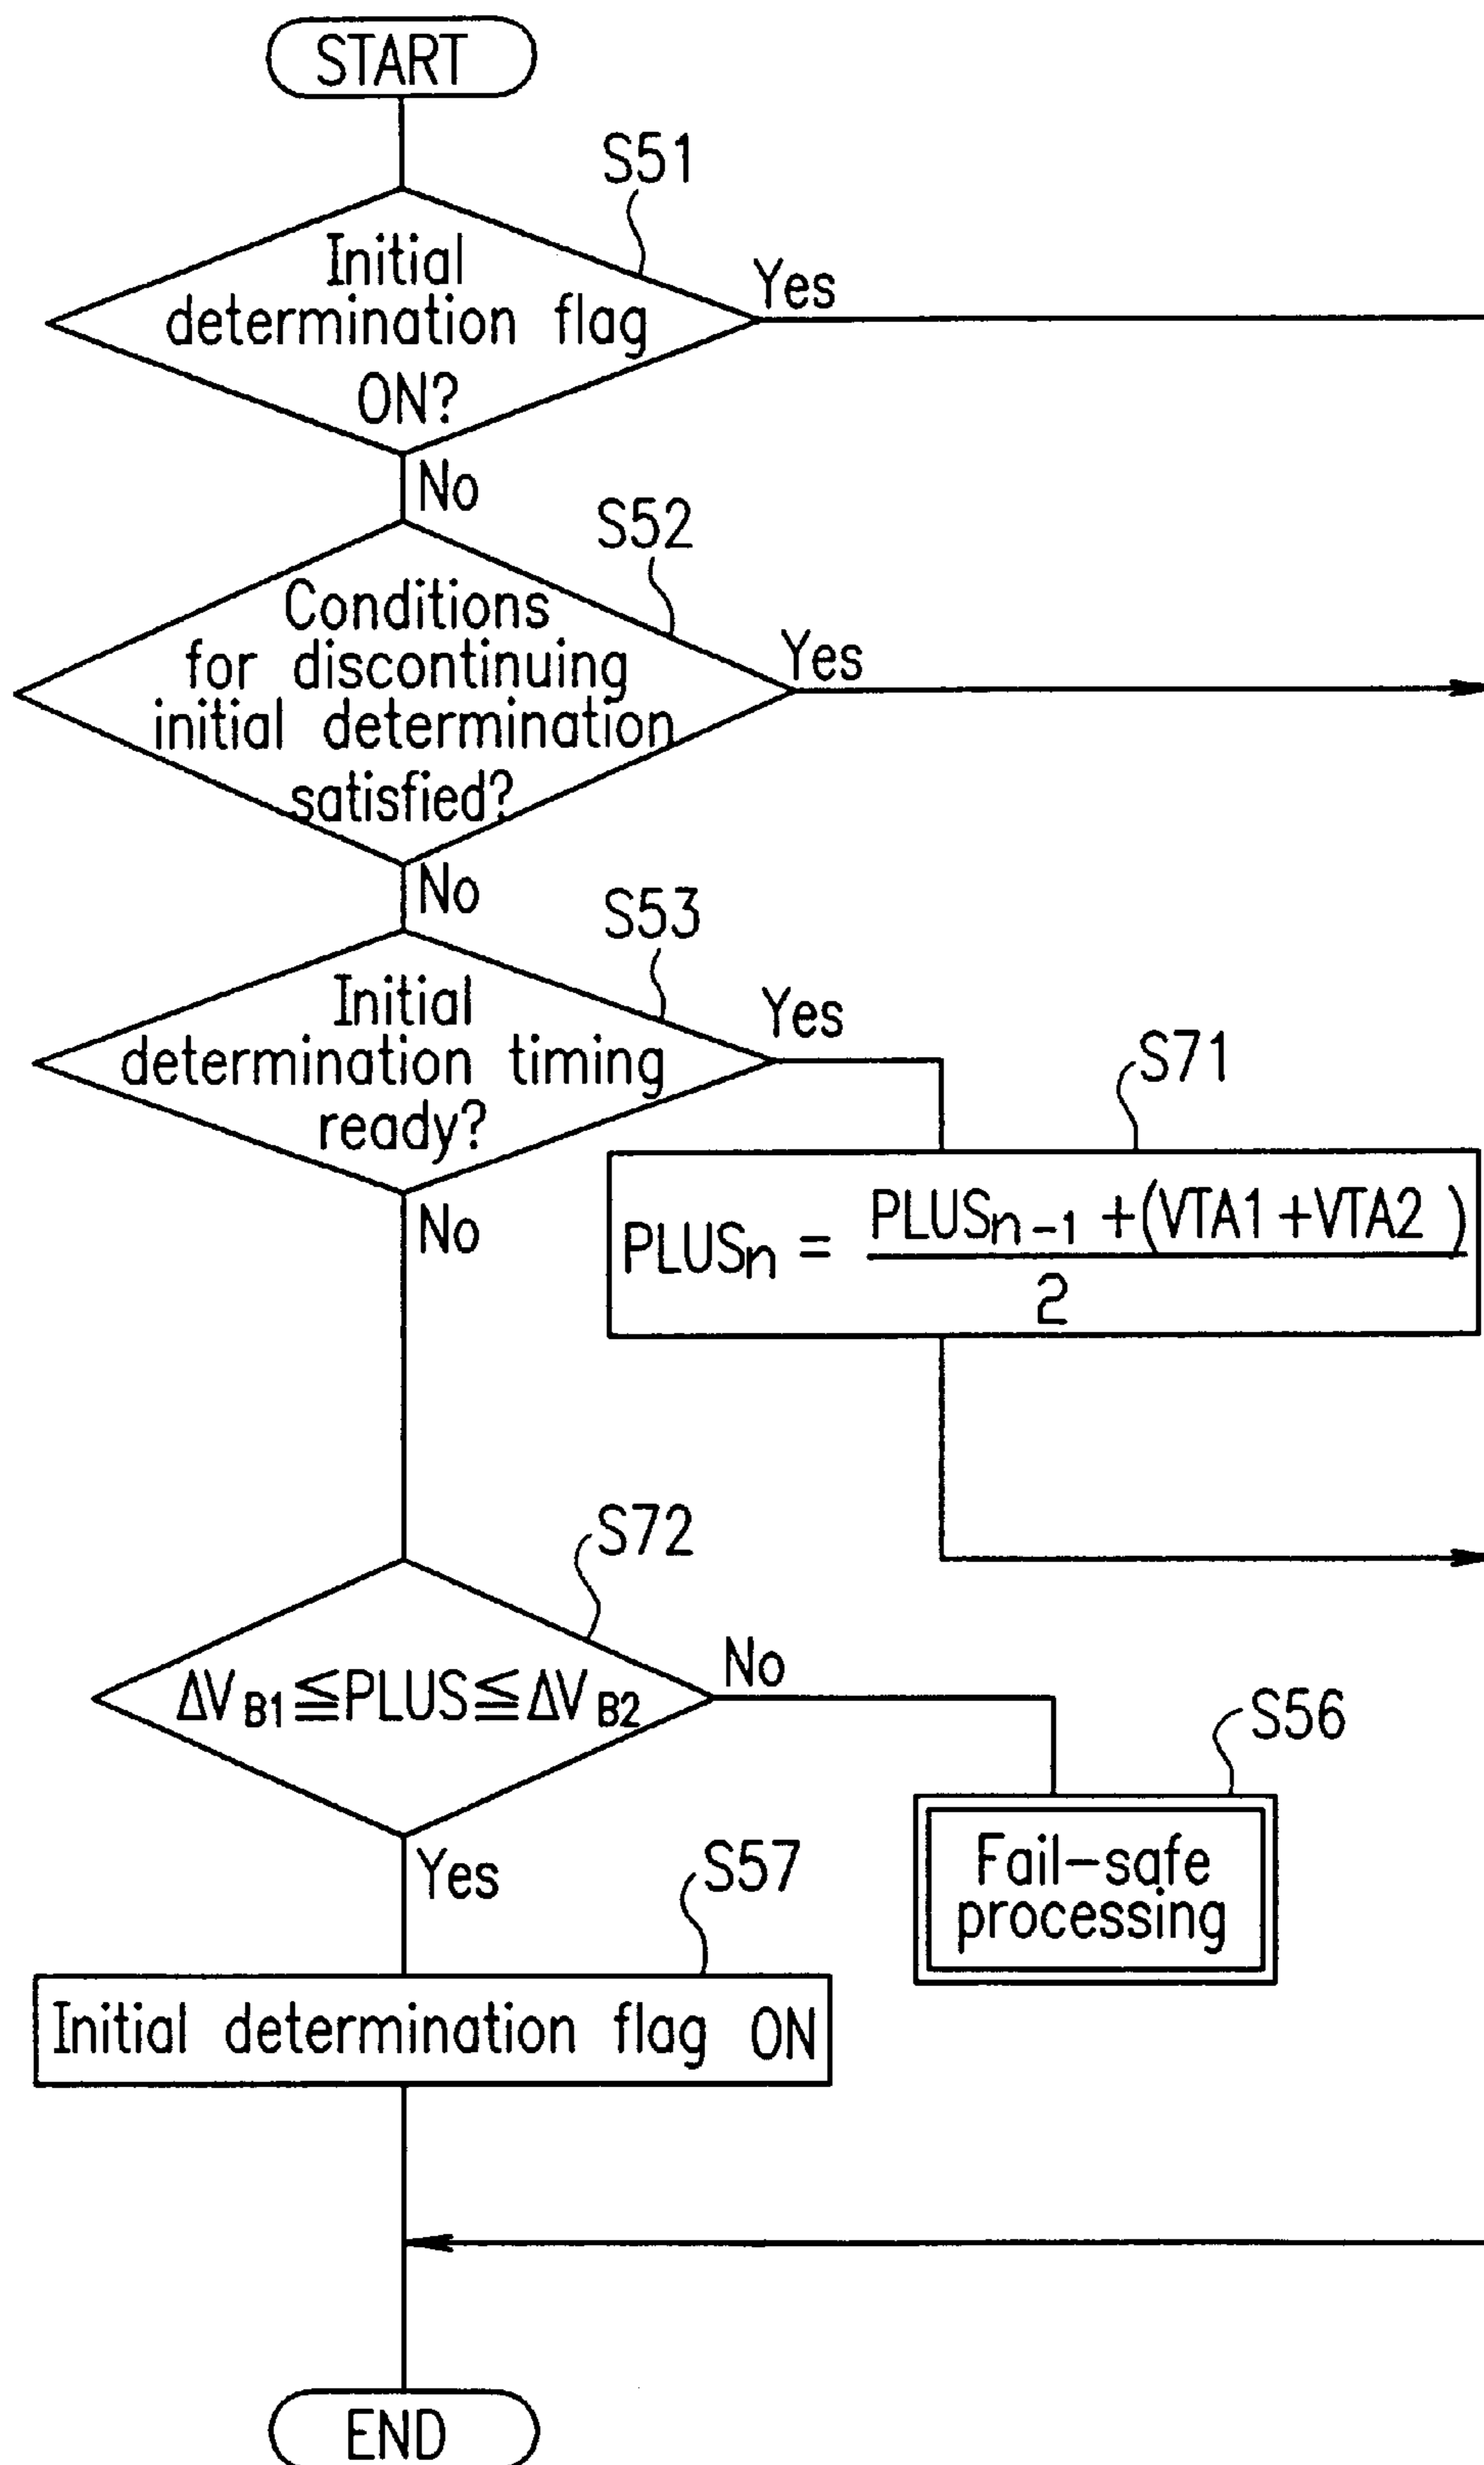 START
S51
Initial
determination flag
ON?
Yes
No
S52
Conditions
for discontinuing
initial determination
satisfied?
Yes
No
S53
Initial
determination timing
ready?
Yes
No
S71
PLUSn = PLUSn-1 +(VTA1+VTA2)
2
S72
ΔVB1≦PLUS≦ΔVB2
No
Yes
S56
Fail-safe
processing
S57
Initial determination flag ON
END